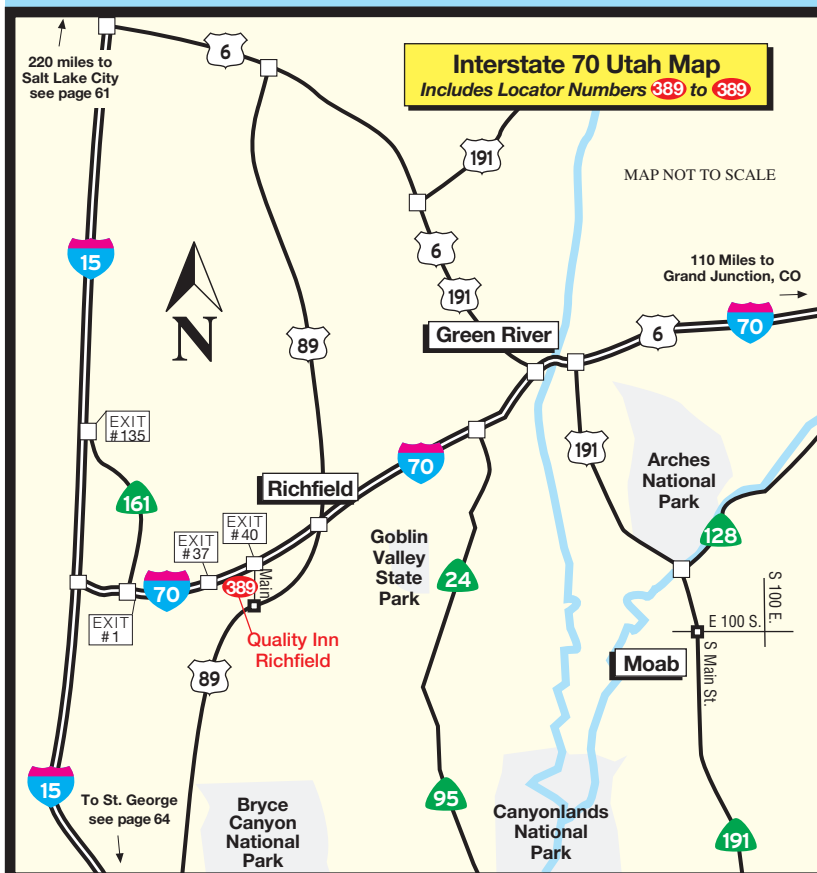 Interstate 70 Utah Map
Includes Locator Numbers 389 to 389
220 miles to
Salt Lake City
see page 61
6
191
MAP NOT TO SCALE
15
6
110 Miles to
Grand Junction, CO
191
N
89
Green River
6
70
EXIT
#135
191
Arches
National
Park
70
161
Richfield
EXIT
#40
EXIT
#37
Goblin
Valley
State
Park
128
24
70
389
Main
S 100 E.
E 100 S.
EXIT
#1
Quality Inn
Richfield
Moab
S Main St.
89
15
To St. George
see page 64
Bryce
Canyon
National
Park
95
Canyonlands
National
Park
191